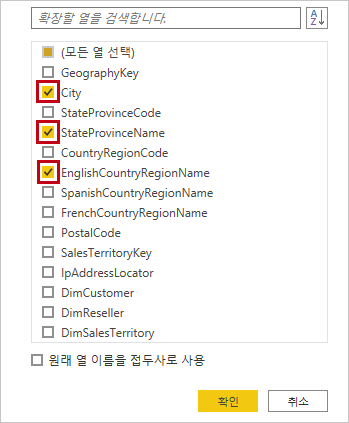 확장할 열을 검색합니다.
A
Z
(모든 열 선택)
GeographyKey
City
StateProvinceCode
StateProvinceName
CountryRegionCode
EnglishCountryRegionName
SpanishCountryRegionName
FrenchCountryRegionName
PostalCode
SalesTerritoryKey
IpAddressLocator
DimCustomer
DimReseller
DimSalesTerritory
원래 열 이름을 접두사로 사용
확인 취소